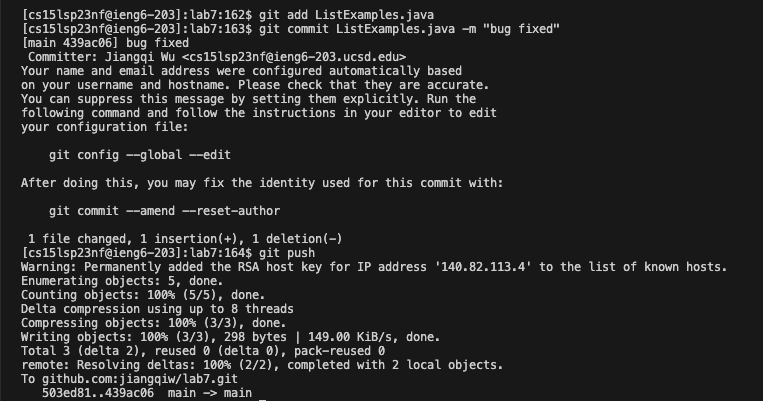 [cs15lsp23nf@ieng6-203]:lab7:162$ git add ListExamples.java
[cs15lsp23nf@ieng6-203]:lab7:163$ git commit ListExamples.java -m "bug fixed"
[main 439ac06] bug fixed
 Committer: Jiangqi Wu <cs15lsp23nf@ieng6-203.ucsd.edu>
Your name and email address were configured automatically based
on your username and hostname. Please check that they are accurate.
You can suppress this message by setting them explicitly. Run the
following command and follow the instructions in your editor to edit
your configuration file:

    git config --global --edit

After doing this, you may fix the identity used for this commit with:

    git commit --amend --reset-author

 1 file changed, 1 insertion(+), 1 deletion(-)
[cs15lsp23nf@ieng6-203]:lab7:164$ git push
Warning: Permanently added the RSA host key for IP address '140.82.113.4' to the list of known hosts.
Enumerating objects: 5, done.
Counting objects: 100% (5/5), done.
Delta compression using up to 8 threads
Compressing objects: 100% (3/3), done.
Writing objects: 100% (3/3), 298 bytes | 149.00 KiB/s, done.
Total 3 (delta 2), reused 0 (delta 0), pack-reused 0
remote: Resolving deltas: 100% (2/2), completed with 2 local objects.
To github.com:jiangqiw/lab7.git
   503ed81..439ac06  main -> main